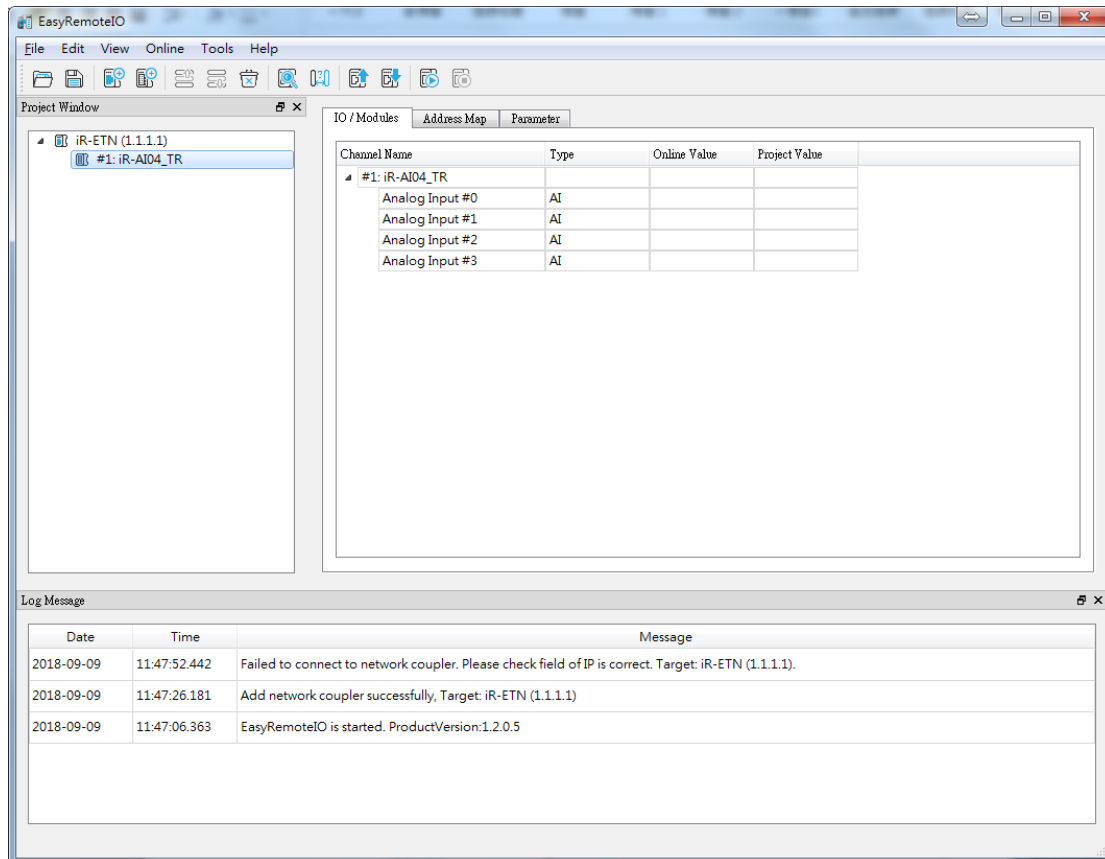 EasyRemoteIO
File Edit View Online Tools Help
Project Window
iR-ETN (1.1.1.1)
#1: iR-AI04_TR
IO / Modules Address Map Parameter
Channel Name Type Online Value Project Value
#1: iR-AI04_TR
Analog Input #0 AI
Analog Input #1 AI
Analog Input #2 AI
Analog Input #3 AI
Log Message
Date Time Message
2018-09-09 11:47:52.442 Failed to connect to network coupler. Please check field of IP is correct. Target: iR-ETN (1.1.1.1).
2018-09-09 11:47:26.181 Add network coupler successfully, Target: iR-ETN (1.1.1.1)
2018-09-09 11:47:06.363 EasyRemoteIO is started. ProductVersion:1.2.0.5